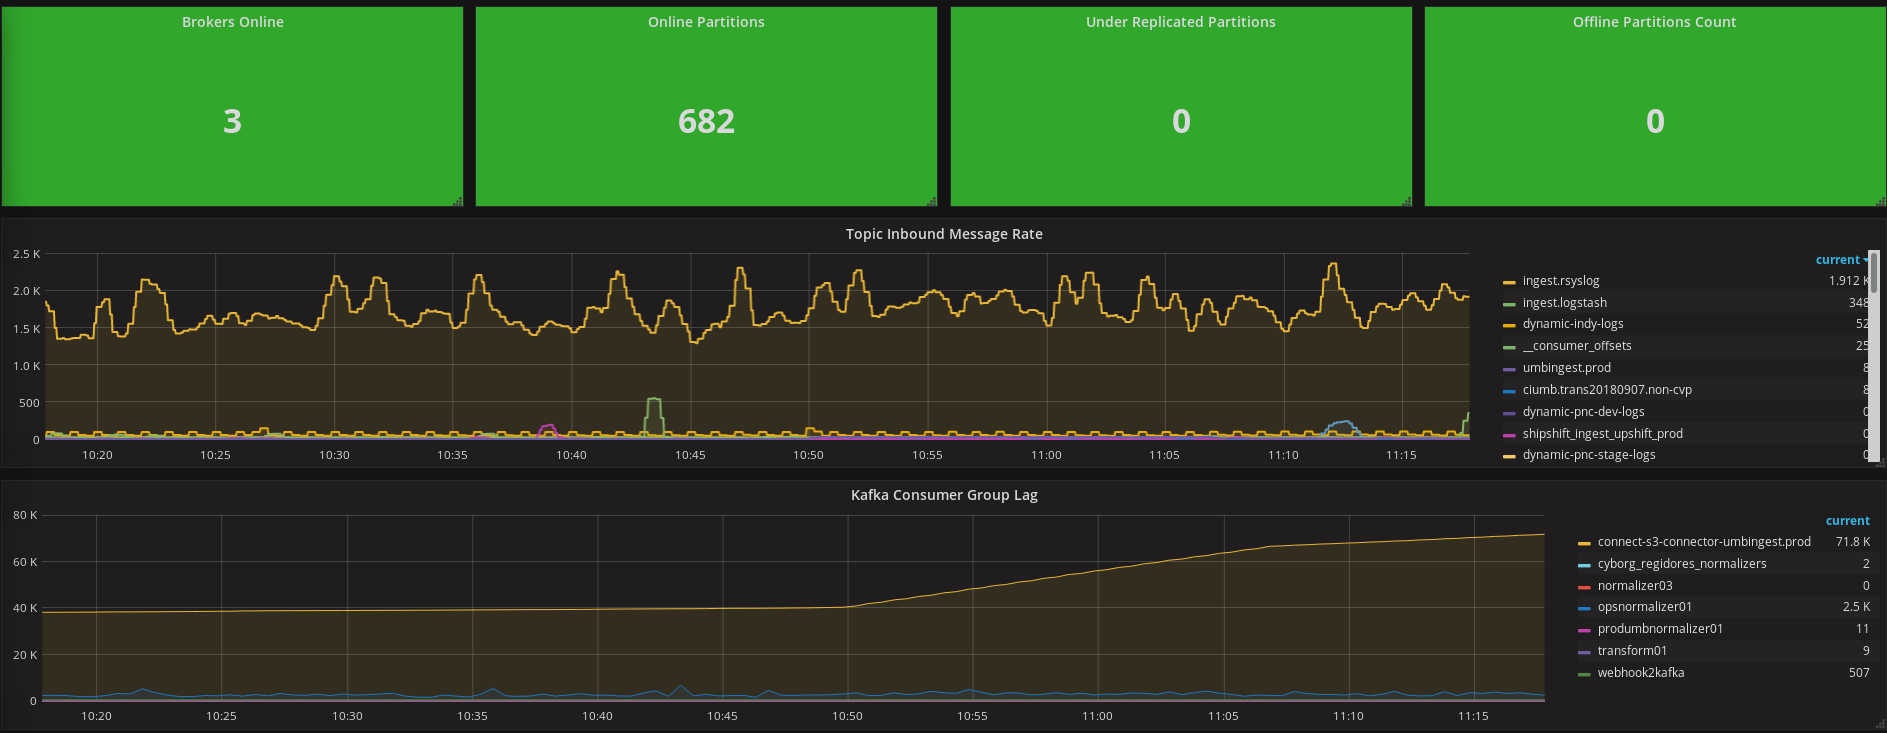 Brokers Online
3
Online Partitions
682
Under Replicated Partitions
0
Offline Partitions Count
0
Topic Inbound Message Rate
2.5 K
2.0 K
1.5 K
1.0 K
500
0
10:20 10:25 10:30 10:35 10:40 10:45 10:50 10:55 11:00 11:05 11:10 11:15
current
ingest.rsyslog 1.912 K
ingest.logstash 348
dynamic-indy-logs 52
__consumer_offsets 25
umbingest.prod 8
ciumb.trans20180907.non-cvp 8
dynamic-pnc-dev-logs 0
shipshift_ingest_upshift_prod 0
dynamic-pnc-stage-logs 0
Kafka Consumer Group Lag
80 K
60 K
40 K
20 K
0
10:20 10:25 10:30 10:35 10:40 10:45 10:50 10:55 11:00 11:05 11:10 11:15
current
connect-s3-connector-umbingest.prod 71.8 K
cyborg_regidores_normalizers 2
normalizer03 0
opsnormalizer01 2.5 K
produmbnormalizer01 11
transform01 9
webhook2kafka 507